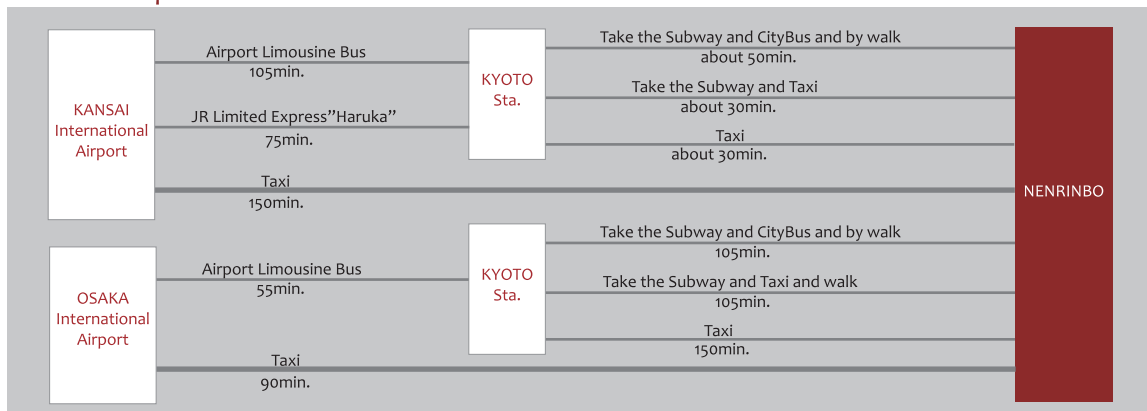 Airport Limousine Bus
105min.
JR Limited Express”Haruka”
75min.
KANSAI
International
Airport
Taxi
150min.
KYOTO
Sta.
Take the Subway and CityBus and by walk
about 50min.
Take the Subway and Taxi
about 30min.
Taxi
about 30min.
NENRINBO
OSAKA
International
Airport
Airport Limousine Bus
55min.
Taxi
90min.
KYOTO
Sta.
Take the Subway and CityBus and by walk
105min.
Take the Subway and Taxi and walk
105min.
Taxi
150min.